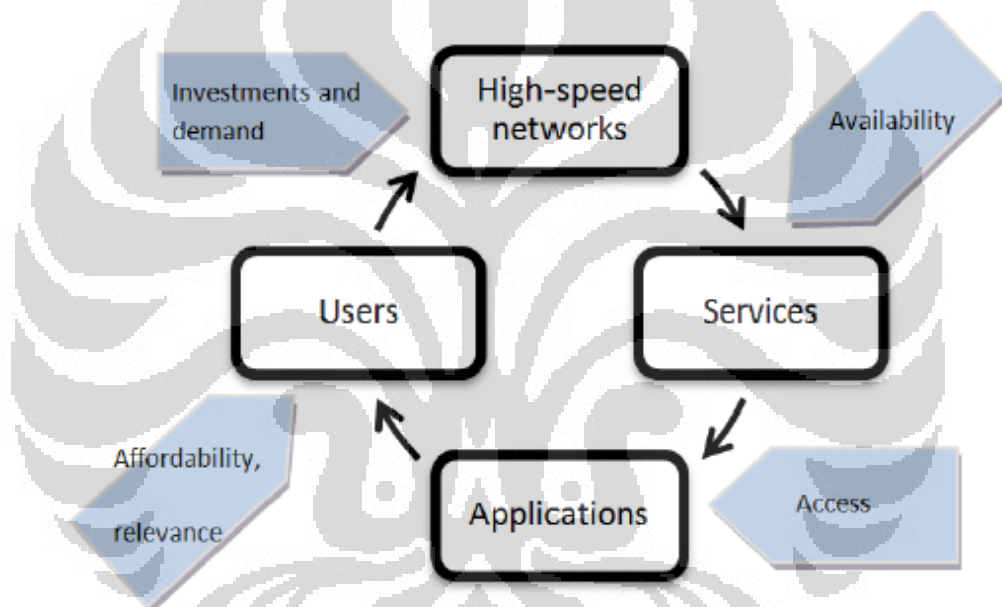 Investments and
demand
High-speed
networks
Availability
Users
Services
Affordability,
relevance
Applications
Access